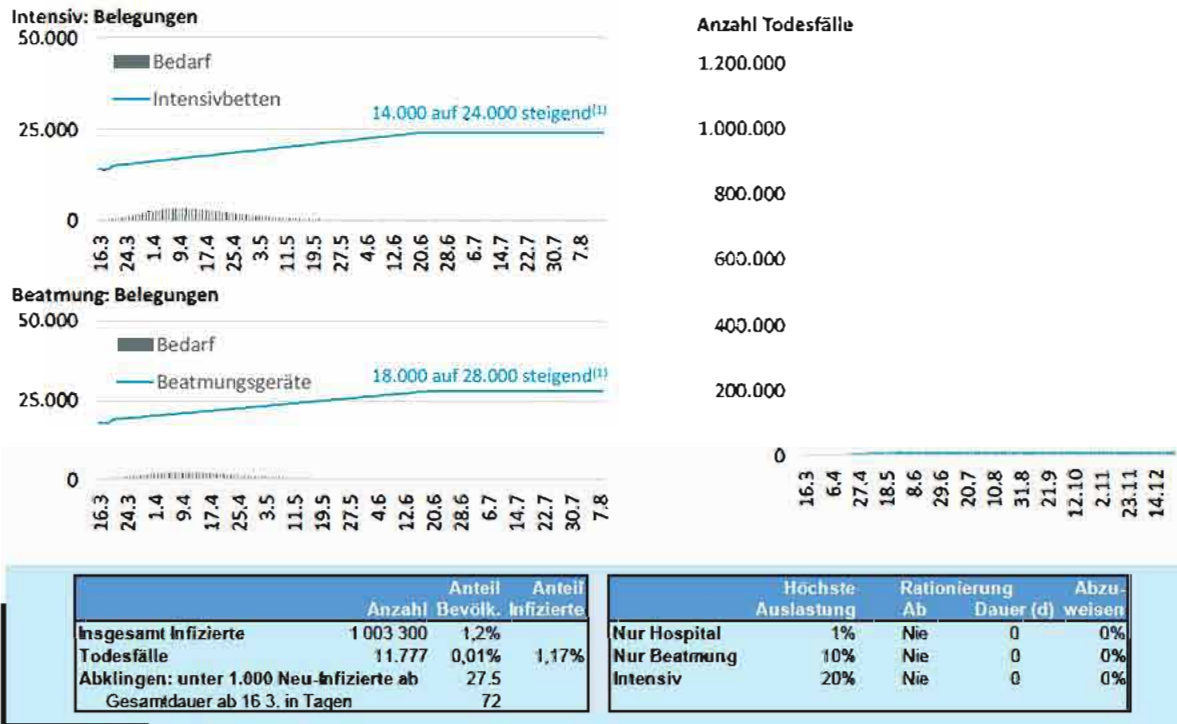 Intensiv: Belegungen
50.000
Bedarf
Intensivbetten
14.000 auf 24.000 steigend(1)
25.000
0
16.3 24.3 1.4 9.4 17.4 25.4 3.5 11.5 19.5 27.5 4.6 12.6 20.6 28.6 6.7 14.7 22.7 30.7 7.8
Beatmung: Belegungen
50.000
Bedarf
Beatmungsgeräte
18.000 auf 28.000 steigend(1)
25.000
0
16.3 24.3 1.4 9.4 17.4 25.4 3.5 11.5 19.5 27.5 4.6 12.6 20.6 28.6 6.7 14.7 22.7 30.7 7.8
Anzahl Todesfälle
1.200.000
1.000.000
800.000
600.000
400.000
200.000
0
16.3 6.4 27.4 18.5 8.6 29.6 20.7 10.8 31.8 21.9 12.10 2.11 23.11 14.12
Anteil Anteil
Anzahl Bevölk. Infizierte
Insgesamt Infizierte 1 003 300 1,2%
Todesfälle 11.777 0,01% 1,17%
Abklingen: unter 1.000 Neu-Infizierte ab 27.5
Gesamtdauer ab 16 3. in Tagen 72
Höchste Rationierung Abzu-
Auslastung Ab Dauer (d) weisen
Nur Hospital 1% Nie 0 0%
Nur Beatmung 10% Nie 0 0%
Intensiv 20% Nie 0 0%